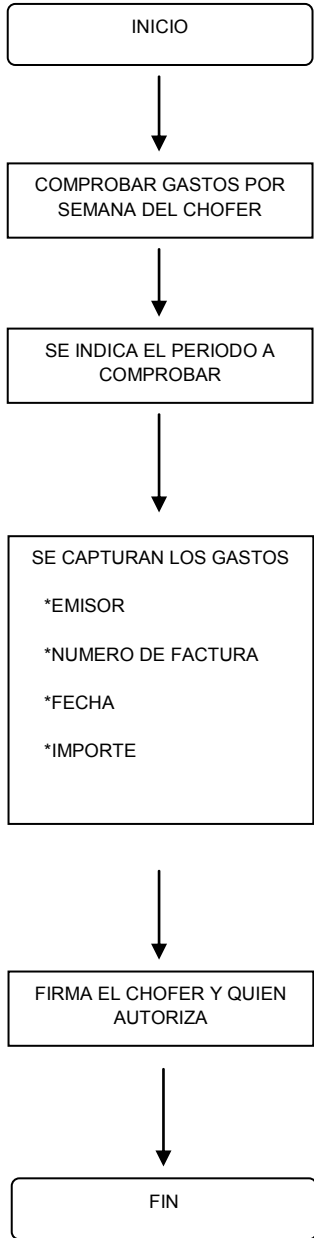 INICIO
COMPROBAR GASTOS POR
SEMANA DEL CHOFER
SE INDICA EL PERIODO A
COMPROBAR
SE CAPTURAN LOS GASTOS
*EMISOR
*NUMERO DE FACTURA
*FECHA
*IMPORTE
FIRMA EL CHOFER Y QUIEN
AUTORIZA
FIN